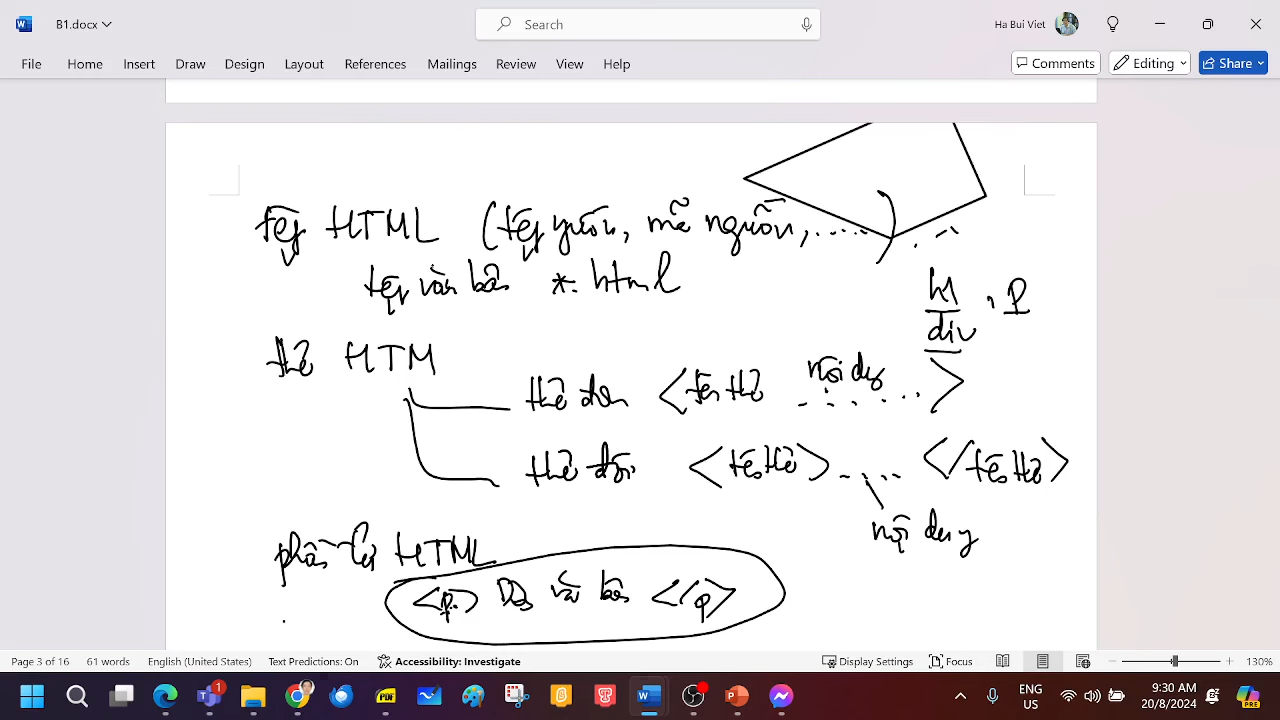 B1.docx
Search
Ha Bui Viet
File Home Insert Draw Design Layout References Mailings Review View Help
Comments Editing Share
tệp HTML (tệp nguồn, mã nguồn, .....
tệp văn bản *.html
h1, P
div
thẻ HTM
thẻ đơn <tên thẻ nội dung ......>
thẻ đôi <tên thẻ> ..... </tên thẻ>
nội dung
phần tử HTML
<p> văn bản </p>
Page 3 of 16 61 words English (United States) Text Predictions: On Accessibility: Investigate Display Settings Focus 130%
1 PDF ENG 9:30 AM
US 20/8/2024 PRE